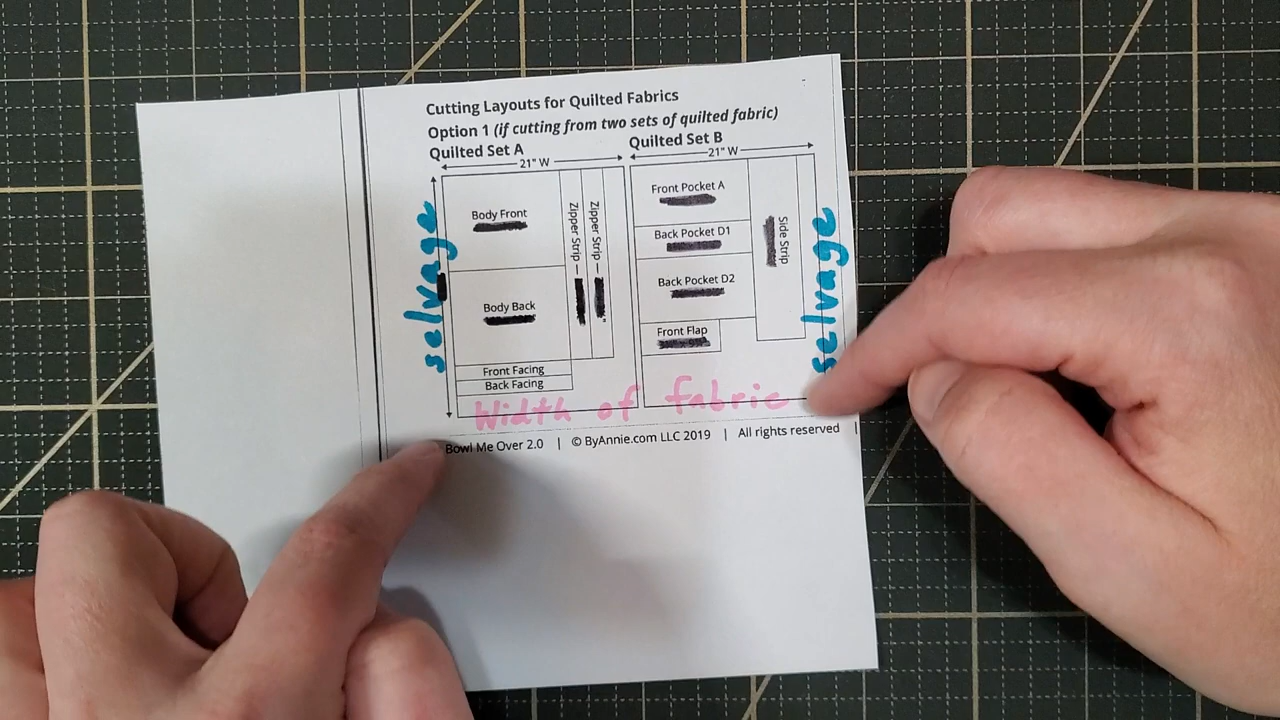 Cutting Layouts for Quilted Fabrics
Option 1 (if cutting from two sets of quilted fabric)
Quilted Set A
21" W
Body Front
Body Back
Zipper Strip —
Zipper Strip — "
Front Facing
Back Facing
Quilted Set B
21" W
Front Pocket A
Back Pocket D1
Back Pocket D2
Front Flap
Side Strip
selvage
selvage
Width of fabric
Bowl Me Over 2.0 | © ByAnnie.com LLC 2019 | All rights reserved |